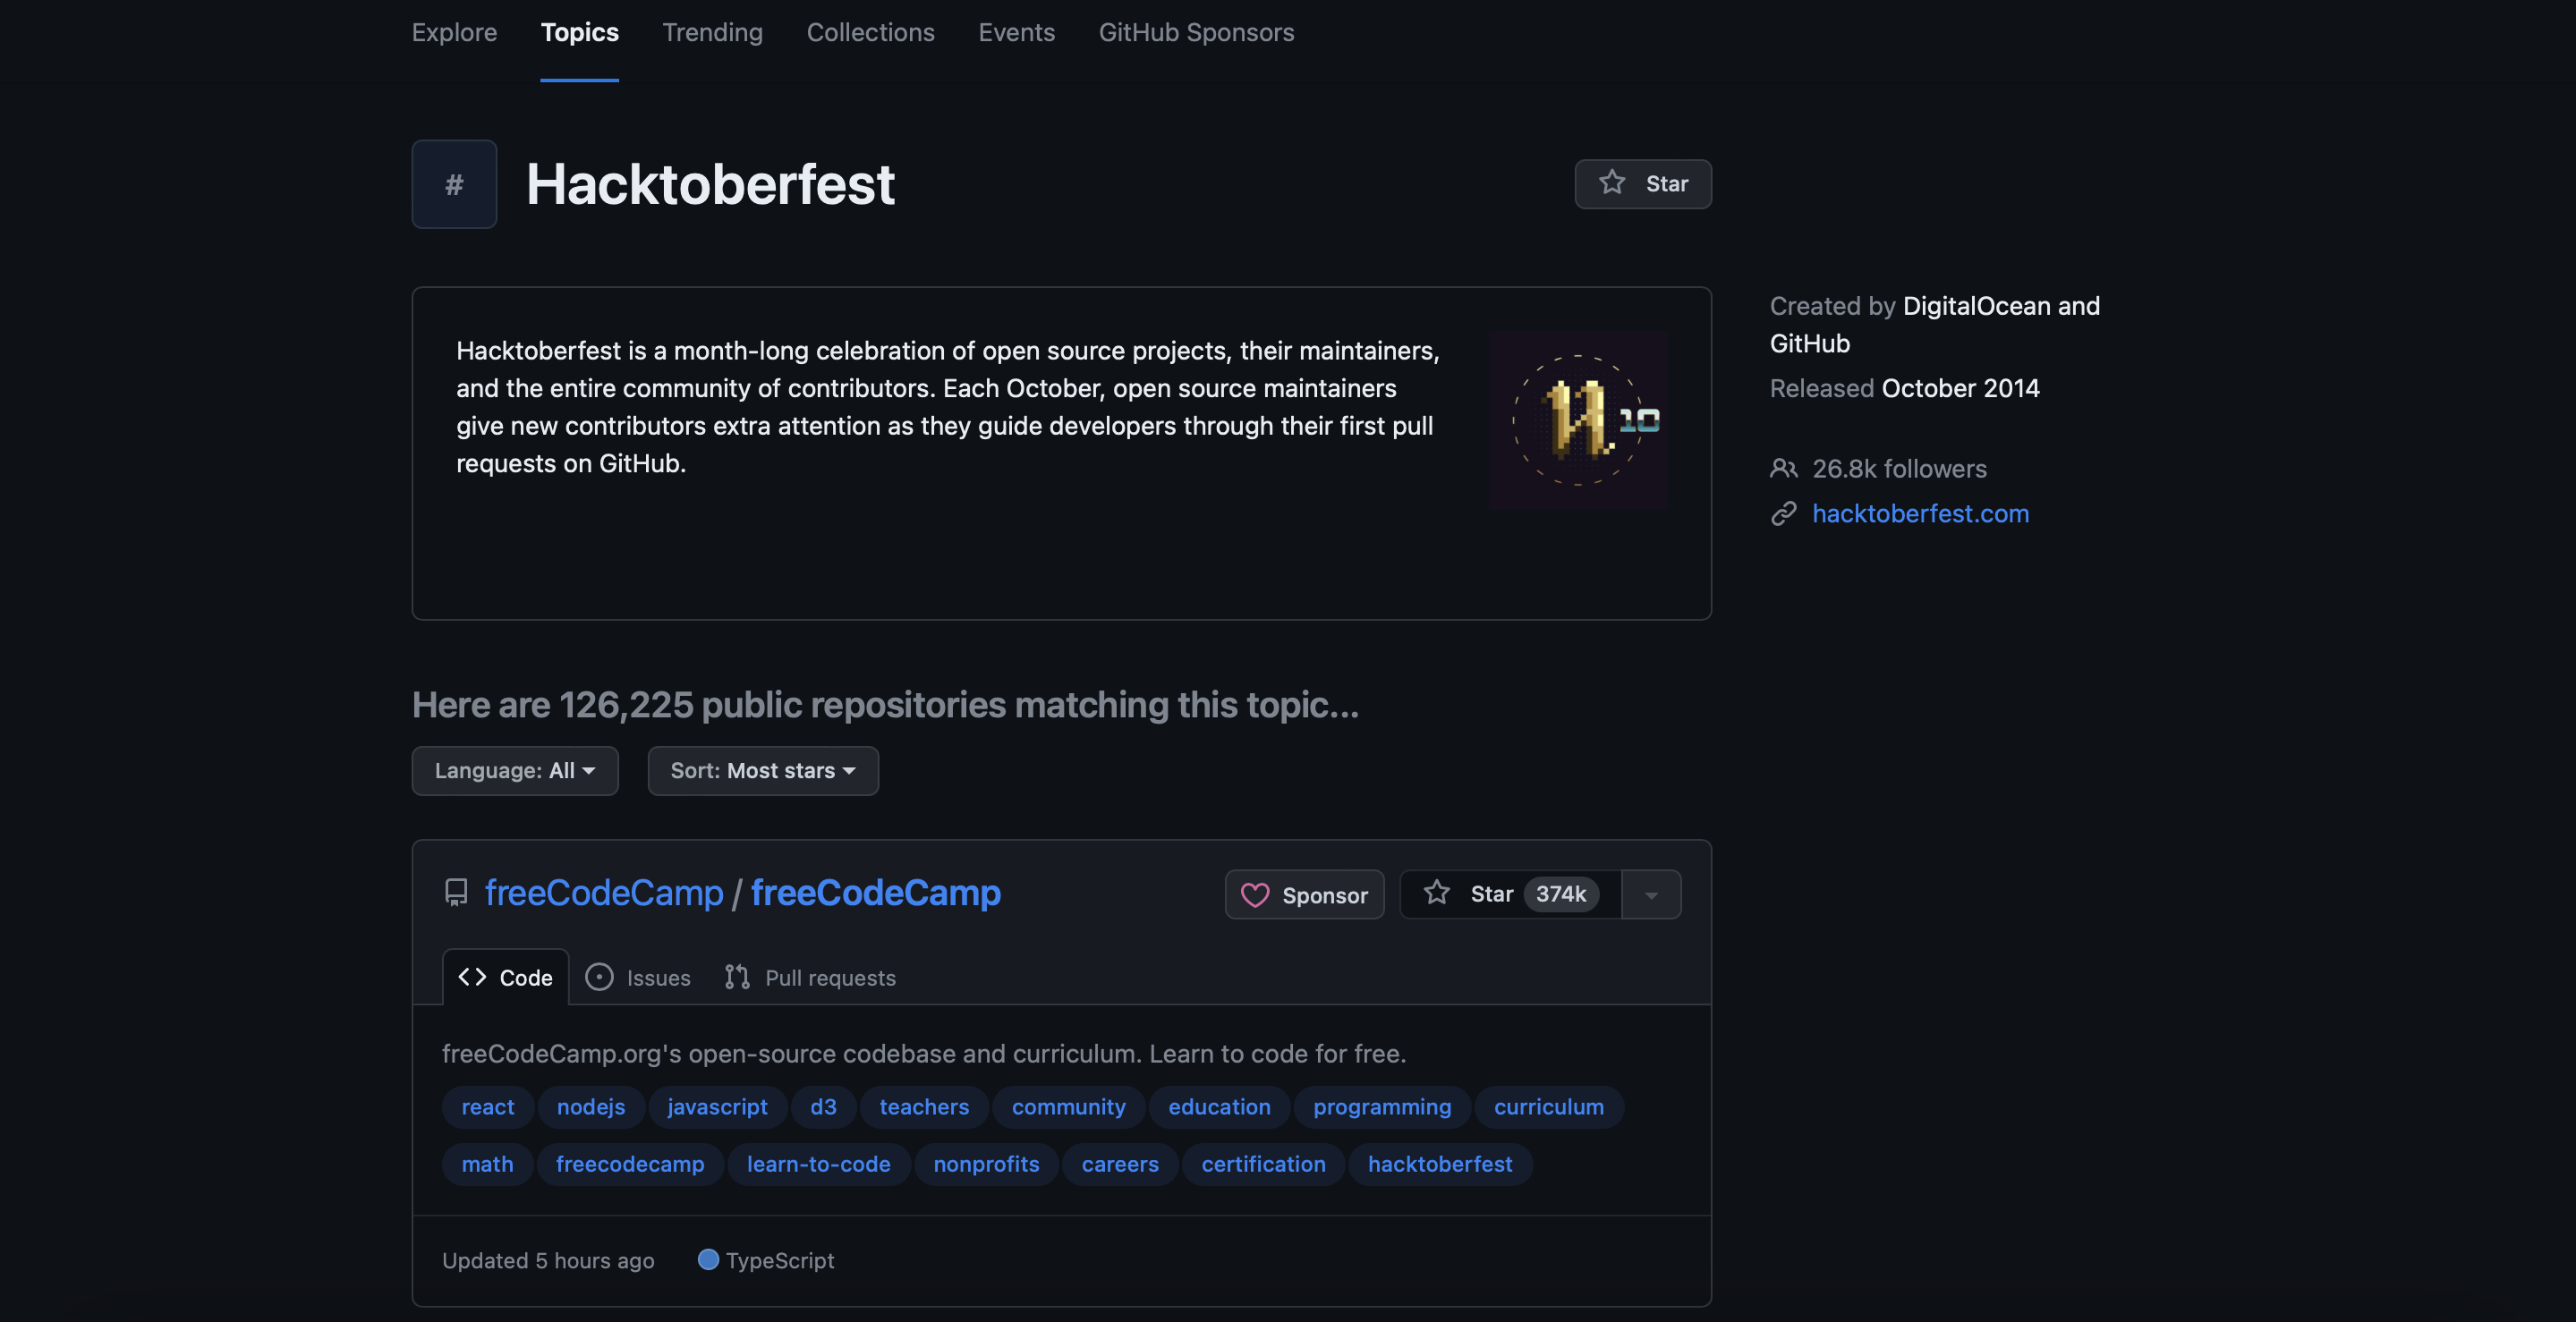 Explore Topics Trending Collections Events GitHub Sponsors
# Hacktoberfest Star
Hacktoberfest is a month-long celebration of open source projects, their maintainers,
and the entire community of contributors. Each October, open source maintainers
give new contributors extra attention as they guide developers through their first pull
requests on GitHub.
H 10
Created by DigitalOcean and
GitHub
Released October 2014
26.8k followers
hacktoberfest.com
Here are 126,225 public repositories matching this topic...
Language: All Sort: Most stars
freeCodeCamp / freeCodeCamp Sponsor Star 374k
Code Issues Pull requests
freeCodeCamp.org's open-source codebase and curriculum. Learn to code for free.
react nodejs javascript d3 teachers community education programming curriculum
math freecodecamp learn-to-code nonprofits careers certification hacktoberfest
Updated 5 hours ago TypeScript